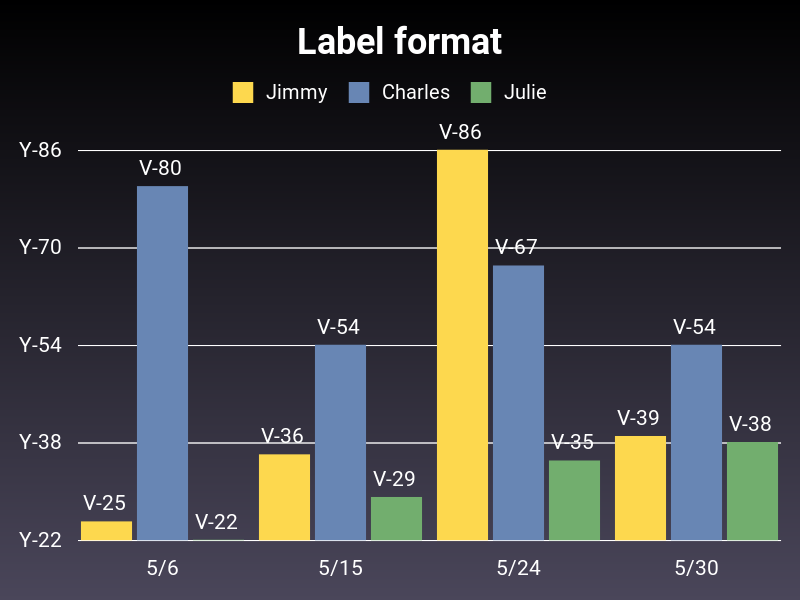 Label format
Jimmy Charles Julie
V-86
Y-86
V-80
Y-70
V-67
V-54 V-54
Y-54
V-39
V-38
V-36
Y-38
V-35
V-29
V-25
V-22
Y-22
5/6 5/15 5/24 5/30